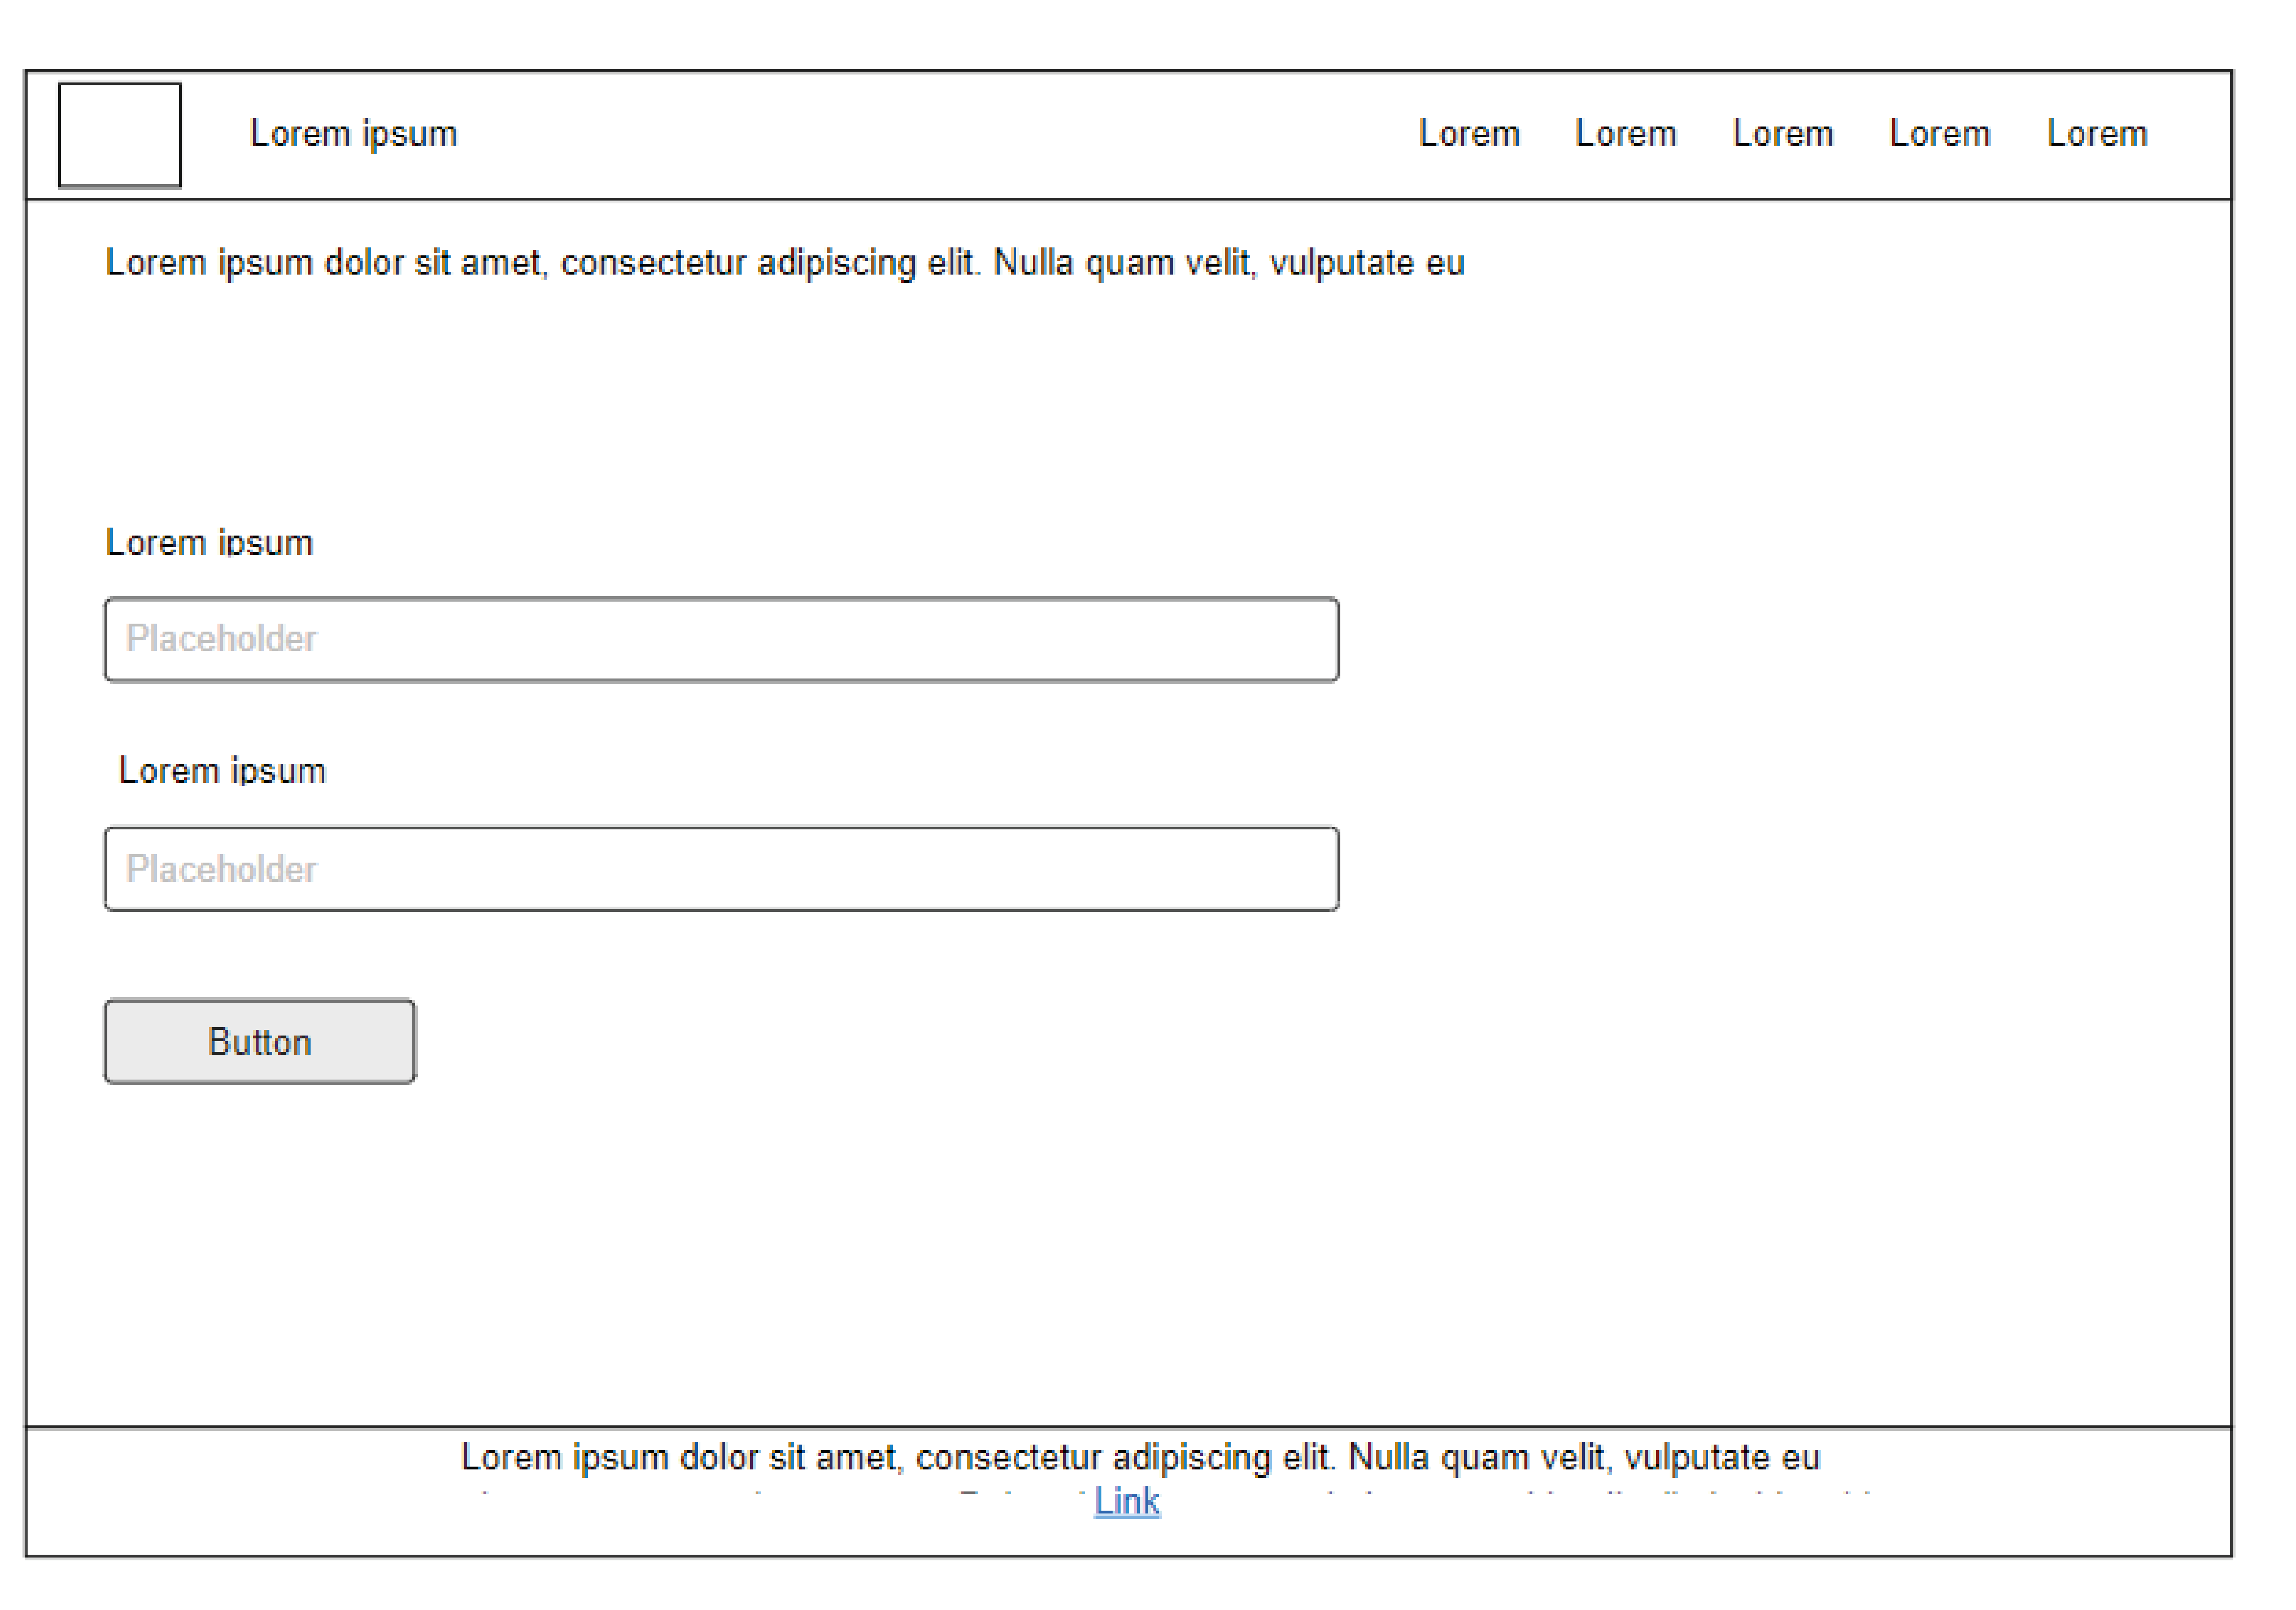 Lorem ipsum
Lorem Lorem Lorem Lorem Lorem
Lorem ipsum dolor sit amet, consectetur adipiscing elit. Nulla quam velit, vulputate eu
Lorem ipsum
Placeholder
Lorem ipsum
Placeholder
Button
Lorem ipsum dolor sit amet, consectetur adipiscing elit. Nulla quam velit, vulputate eu
Link